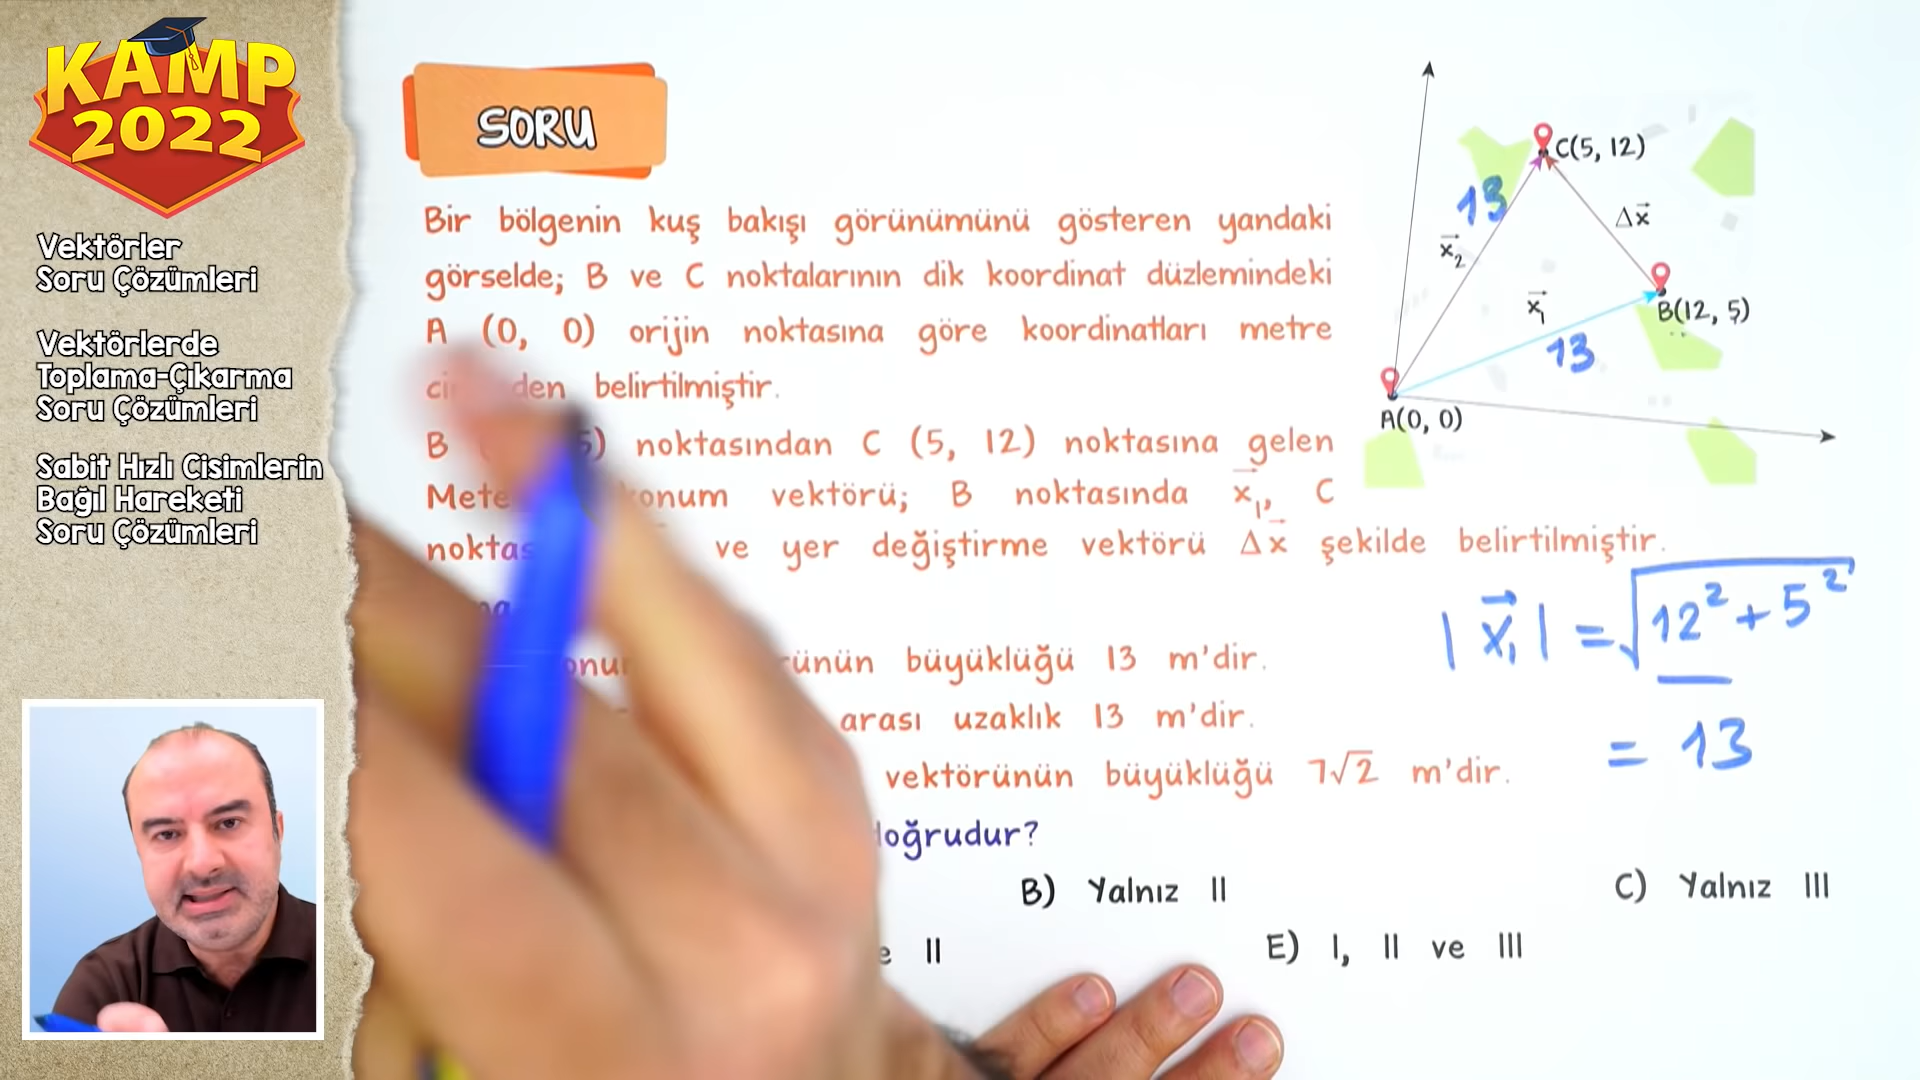 KAMP
2022
Vektörler
Soru Çözümleri
Vektörlerde
Toplama-Çıkarma
Soru Çözümleri
Sabit Hızlı Cisimlerin
Bağıl Hareketi
Soru Çözümleri
SORU
Bir bölgenin kuş bakışı görünümünü gösteren yandaki
görselde; B ve C noktalarının dik koordinat düzlemindeki
A (0, 0) orijin noktasına göre koordinatları metre
belirtilmiştir.
B 5) noktasından C (5, 12) noktasına gelen
konum vektörü; B noktasında x₁, C
ve yer değiştirme vektörü Δx şekilde belirtilmiştir.
büyüklüğü 13 m'dir.
arası uzaklık 13 m'dir.
vektörünün büyüklüğü 7√2 m'dir.
doğrudur?
B) Yalnız II
C) Yalnız III
II
E) I, II ve III
C(5, 12)
13
Δx
x₂
x₁
B(12, 5)
13
A(0, 0)
|x₁| = √12² + 5²
= 13